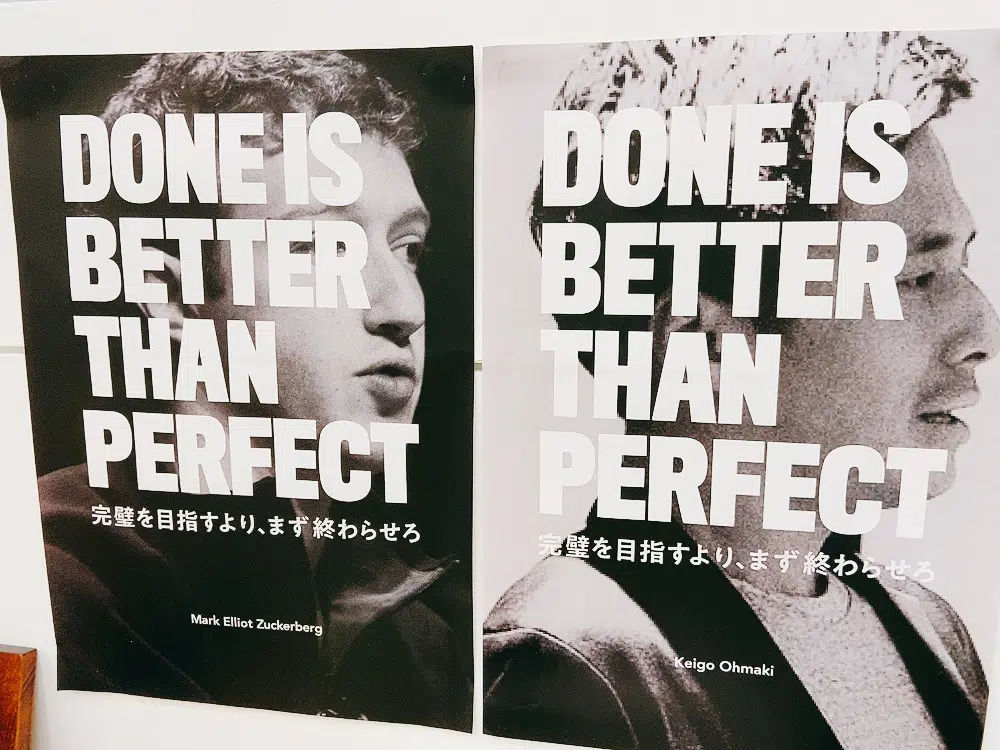 DONE IS
BETTER
THAN
PERFECT
完璧を目指すより、まず終わらせろ
Mark Elliot Zuckerberg
DONE IS
BETTER
THAN
PERFECT
完璧を目指すより、まず終わらせろ
Keigo Ohmaki